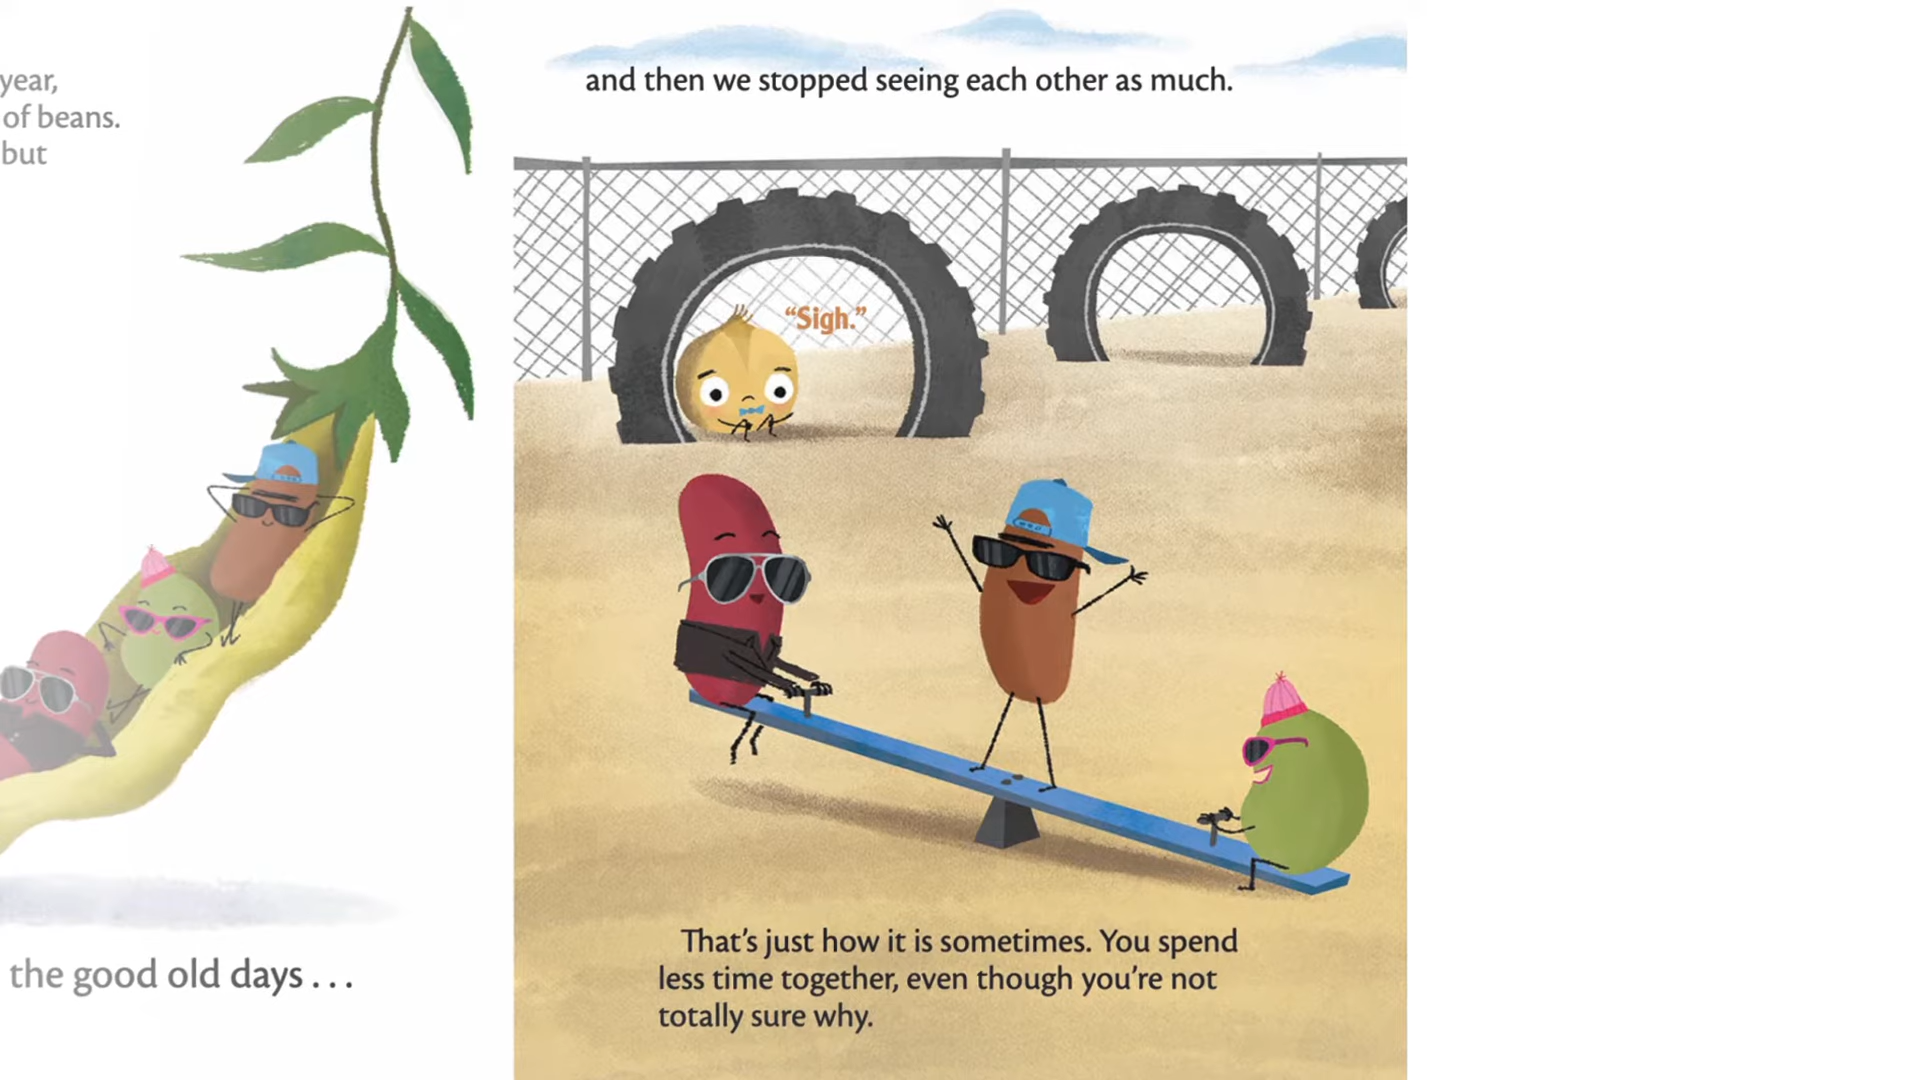 year,
of beans.
but
the good old days . . .
and then we stopped seeing each other as much.
“Sigh.”
That’s just how it is sometimes. You spend
less time together, even though you’re not
totally sure why.